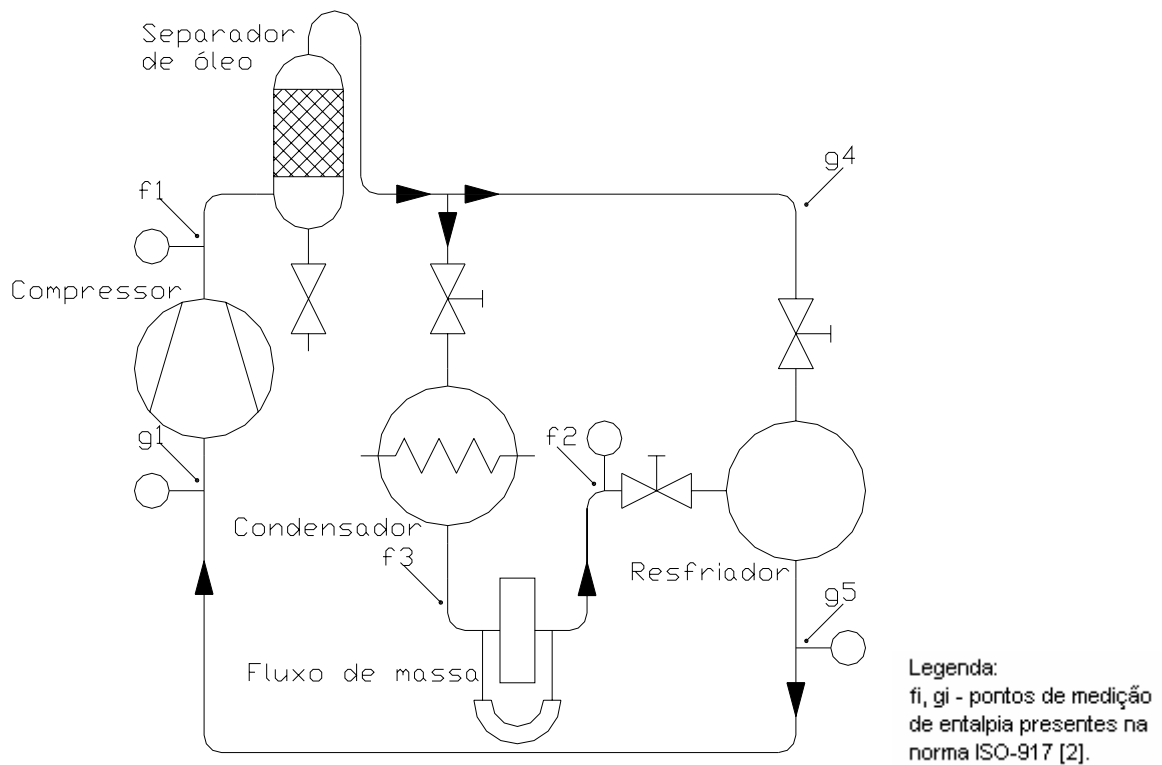 Separador
de óleo
g4
f1
Compressor
g1
f2
Condensador
f3
Resfriador
g5
Fluxo de massa
Legenda:
fi, gi - pontos de medição
de entalpia presentes na
norma ISO-917 [2].